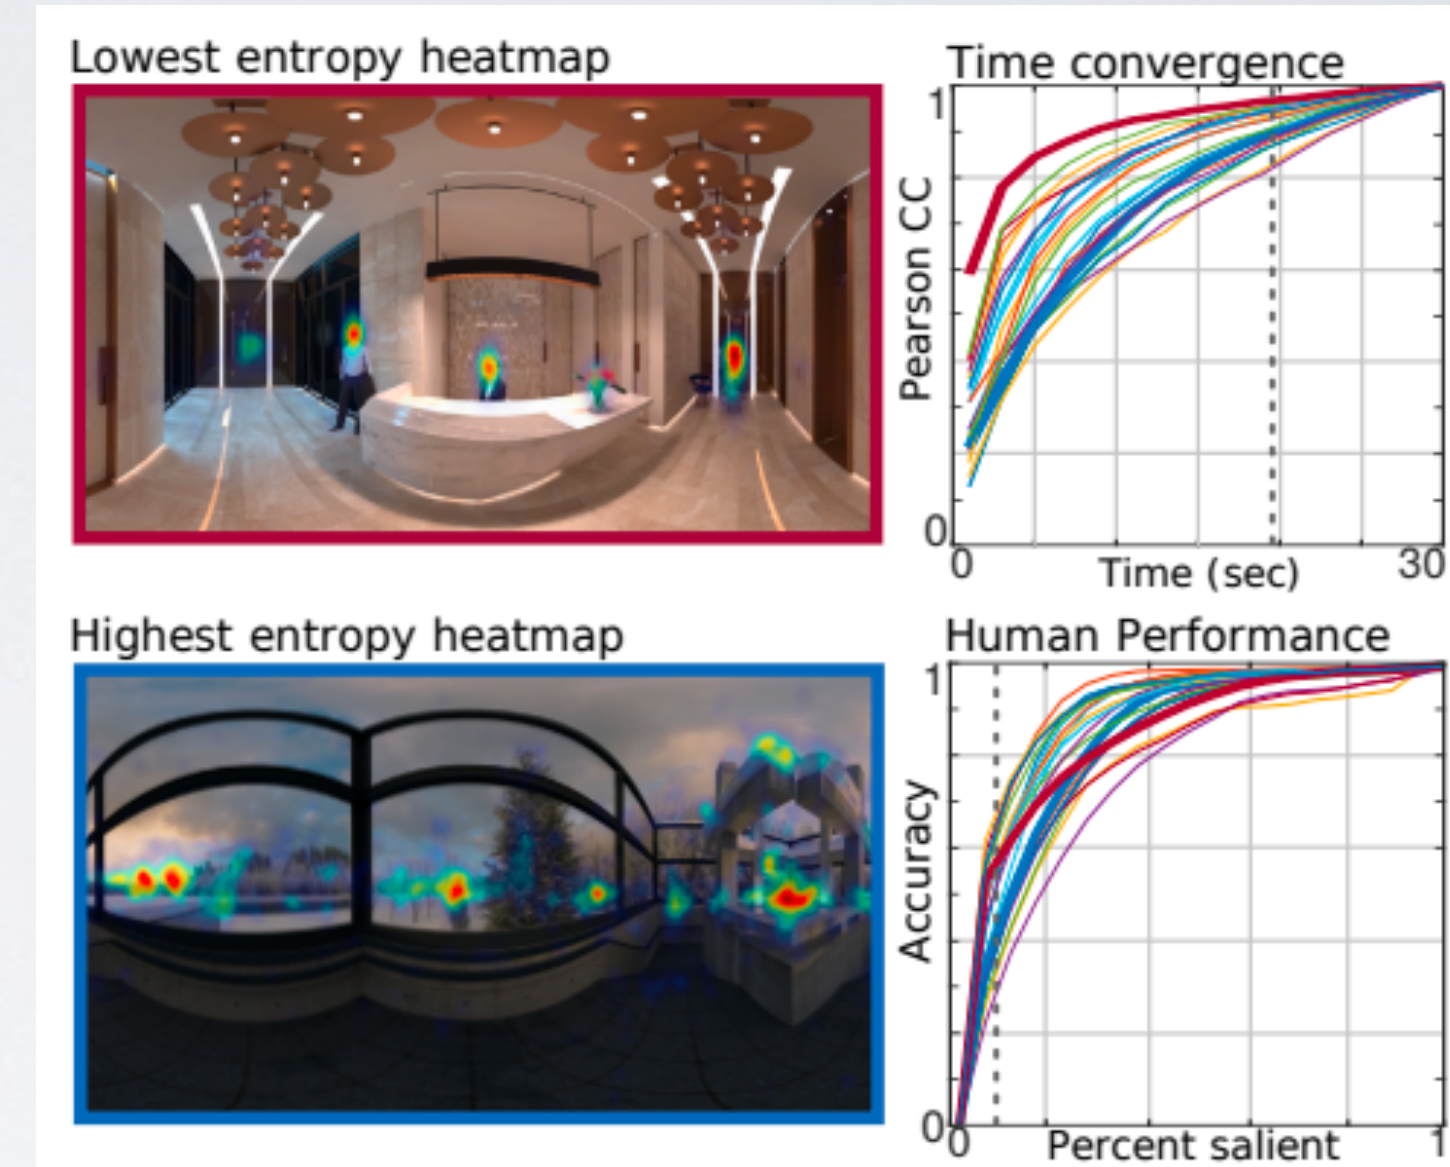 Lowest entropy heatmap
Time convergence
1
Pearson CC
0
0
Time (sec)
30
Highest entropy heatmap
Human Performance
1
Accuracy
0
0
Percent salient
1